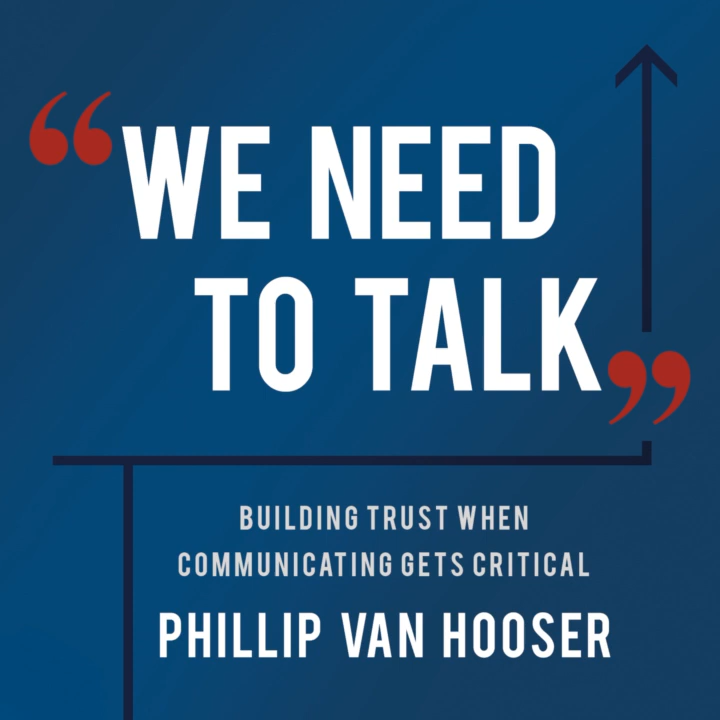 “WE NEED
TO TALK”
BUILDING TRUST WHEN
COMMUNICATING GETS CRITICAL
PHILLIP VAN HOOSER